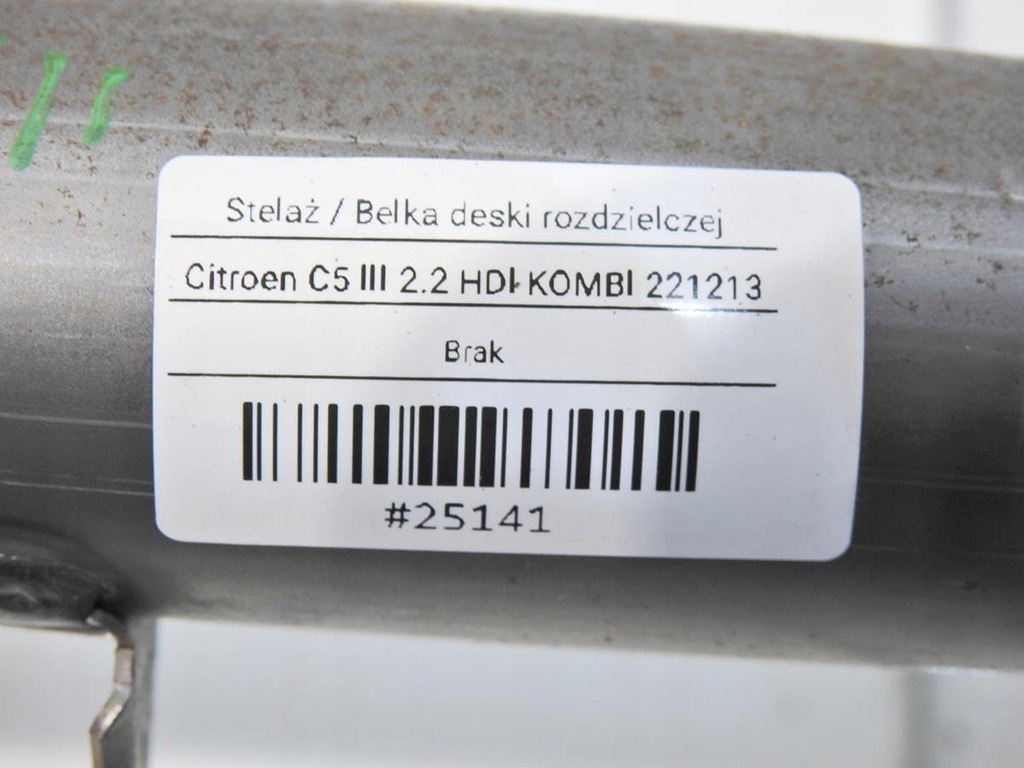 Stelaż / Belka deski rozdzielczej
Citroen C5 III 2.2 HDI KOMBI 221213
Brak
#25141